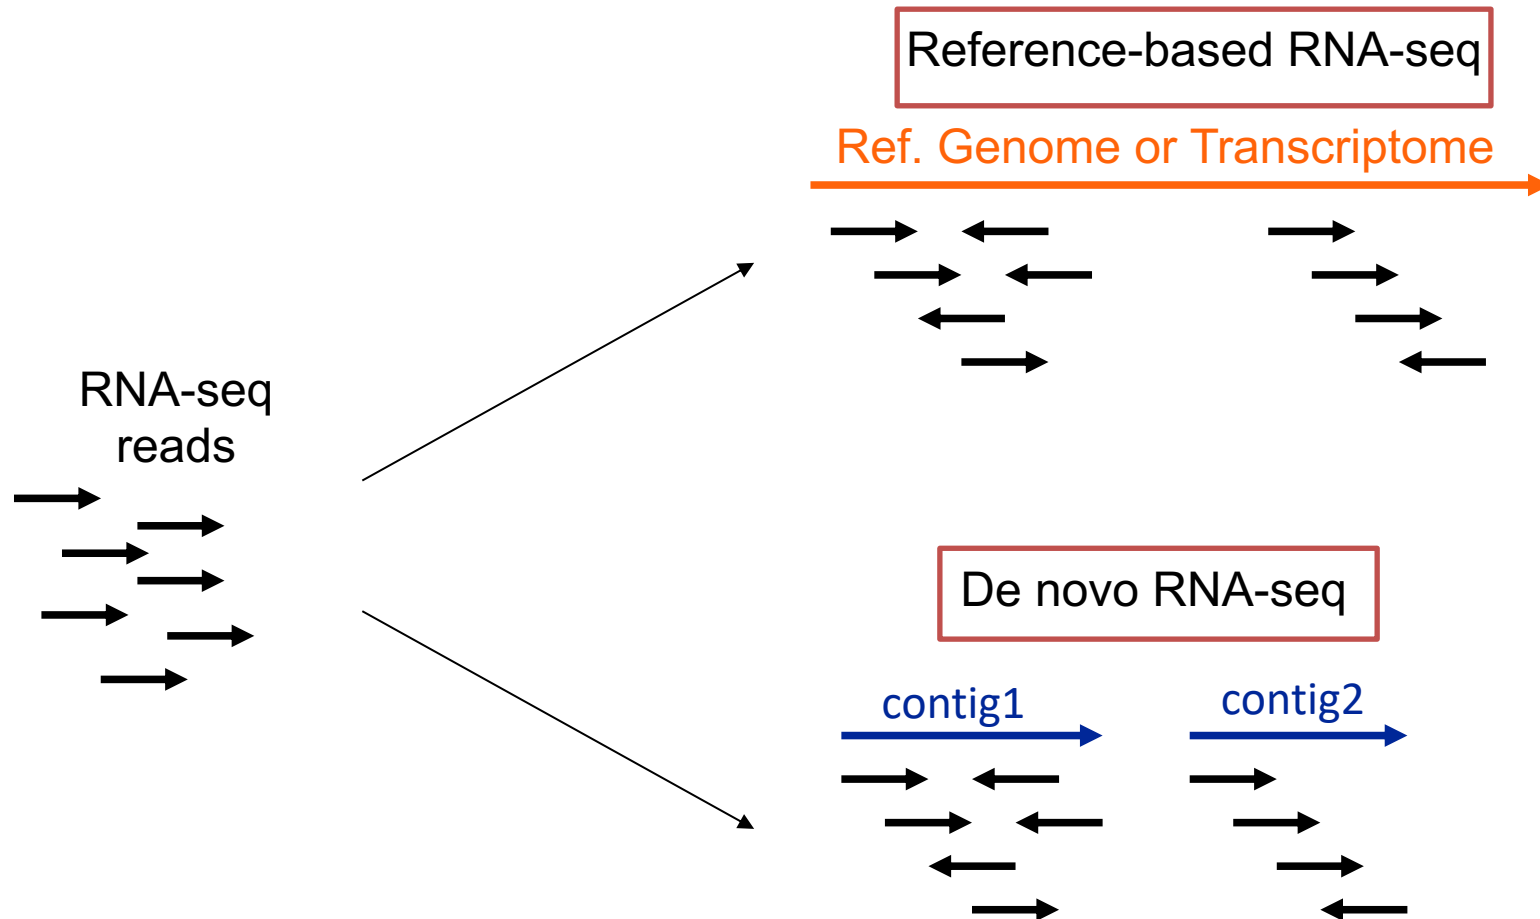 Reference-based RNA-seq
Ref. Genome or Transcriptome
RNA-seq
reads
De novo RNA-seq
contig1
contig2